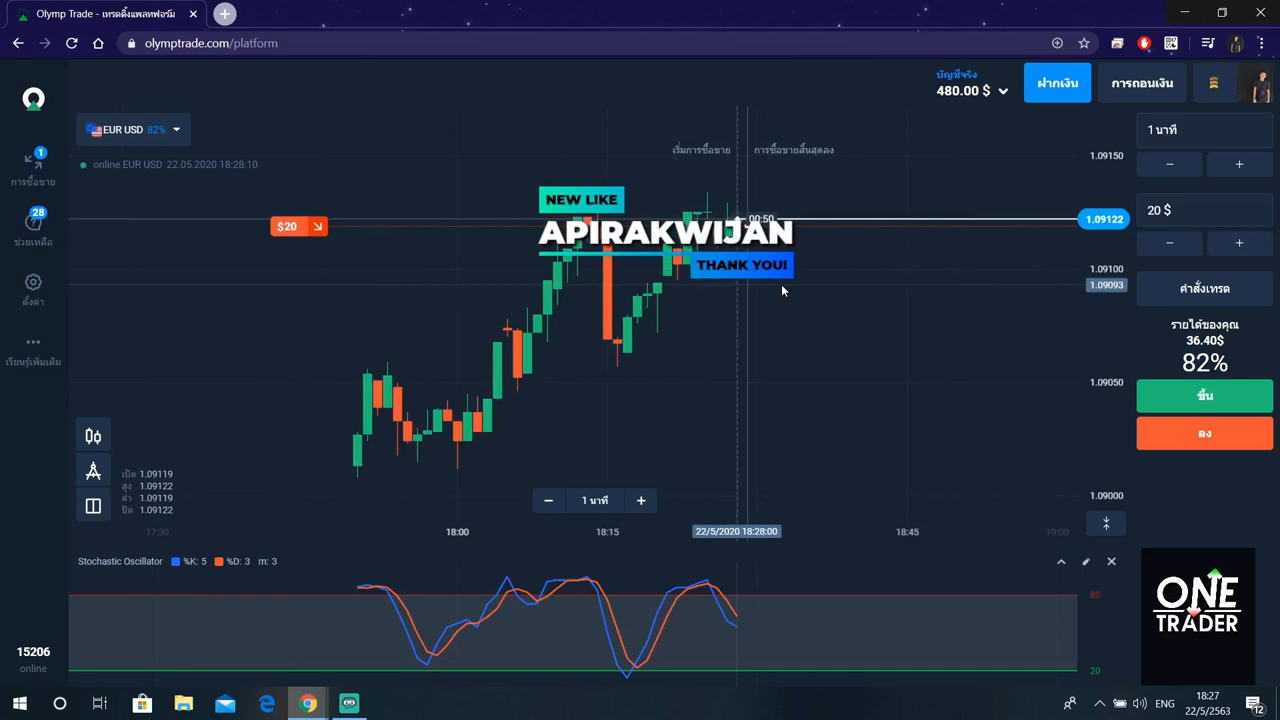 Olymp Trade - เทรดดิ้งแพลทฟอร์ม
olymptrade.com/platform
บัญชีจริง
480.00 $
ฝากเงิน
การถอนเงิน
EUR USD 82%
online EUR USD 22.05.2020 18:28:10
เริ่มการซื้อขาย
การซื้อขายสิ้นสุดลง
1 นาที
1.09150
1
การซื้อขาย
NEW LIKE
APIRAKWIJAN
THANK YOU!
00:50
$20
1.09122
20 $
28
ช่วยเหลือ
1.09100
1.09093
คำสั่งเทรด
ตั้งค่า
รายได้ของคุณ
36.40$
82%
เรียนรู้เพิ่มเติม
1.09050
ขึ้น
ลง
เปิด 1.09119
สูง 1.09122
ต่ำ 1.09119
ปิด 1.09122
1 นาที
1.09000
17:30
18:00
18:15
22/5/2563 18:28:00
18:45
19:00
Stochastic Oscillator %K: 5 %D: 3 m: 3
80
20
ONE
TRADER
15206
online
ENG
18:27
22/5/2563
12